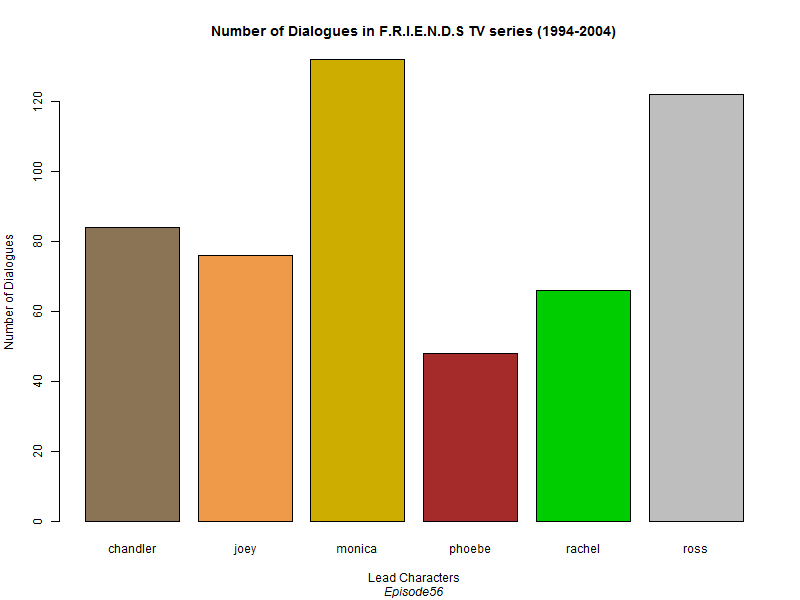 Number of Dialogues in F.R.I.E.N.D.S TV series (1994-2004)
Number of Dialogues
120
100
80
60
40
20
0
chandler joey monica phoebe rachel ross
Lead Characters
Episode56